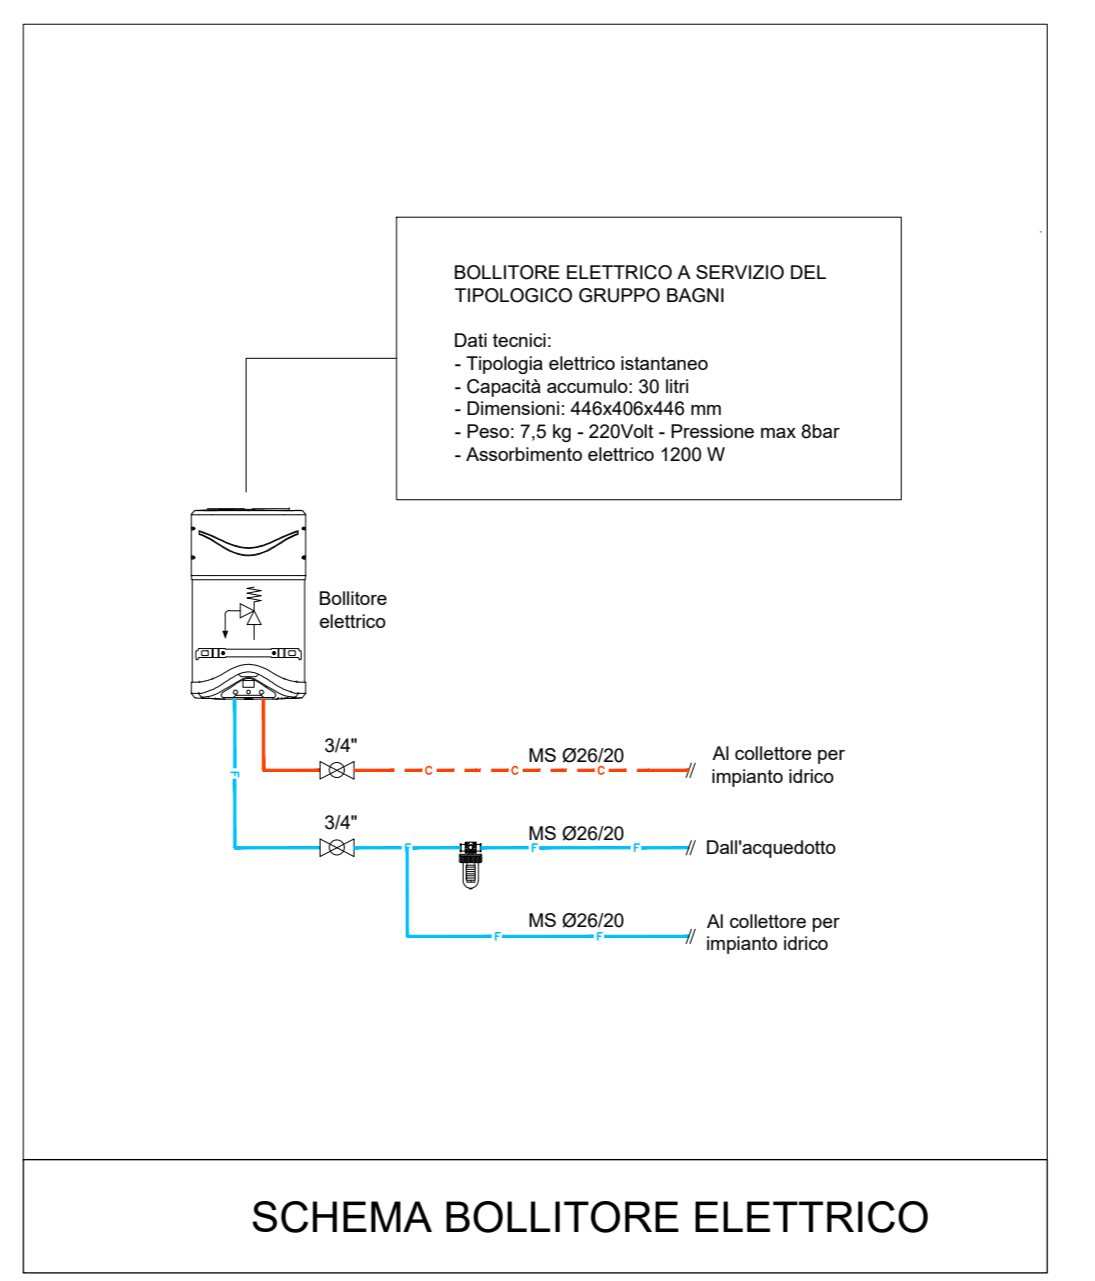 BOLLITORE ELETTRICO A SERVIZIO DEL
TIPOLOGICO GRUPPO BAGNI
Dati tecnici:
- Tipologia elettrico istantaneo
- Capacità accumulo: 30 litri
- Dimensioni: 446x406x446 mm
- Peso: 7,5 kg - 220Volt - Pressione max 8bar
- Assorbimento elettrico 1200 W
Bollitore
elettrico
3/4"
MS Ø26/20
Al collettore per
impianto idrico
F
C
C
C
3/4"
MS Ø26/20
Dall'acquedotto
F
F
F
MS Ø26/20
Al collettore per
impianto idrico
F
F
SCHEMA BOLLITORE ELETTRICO